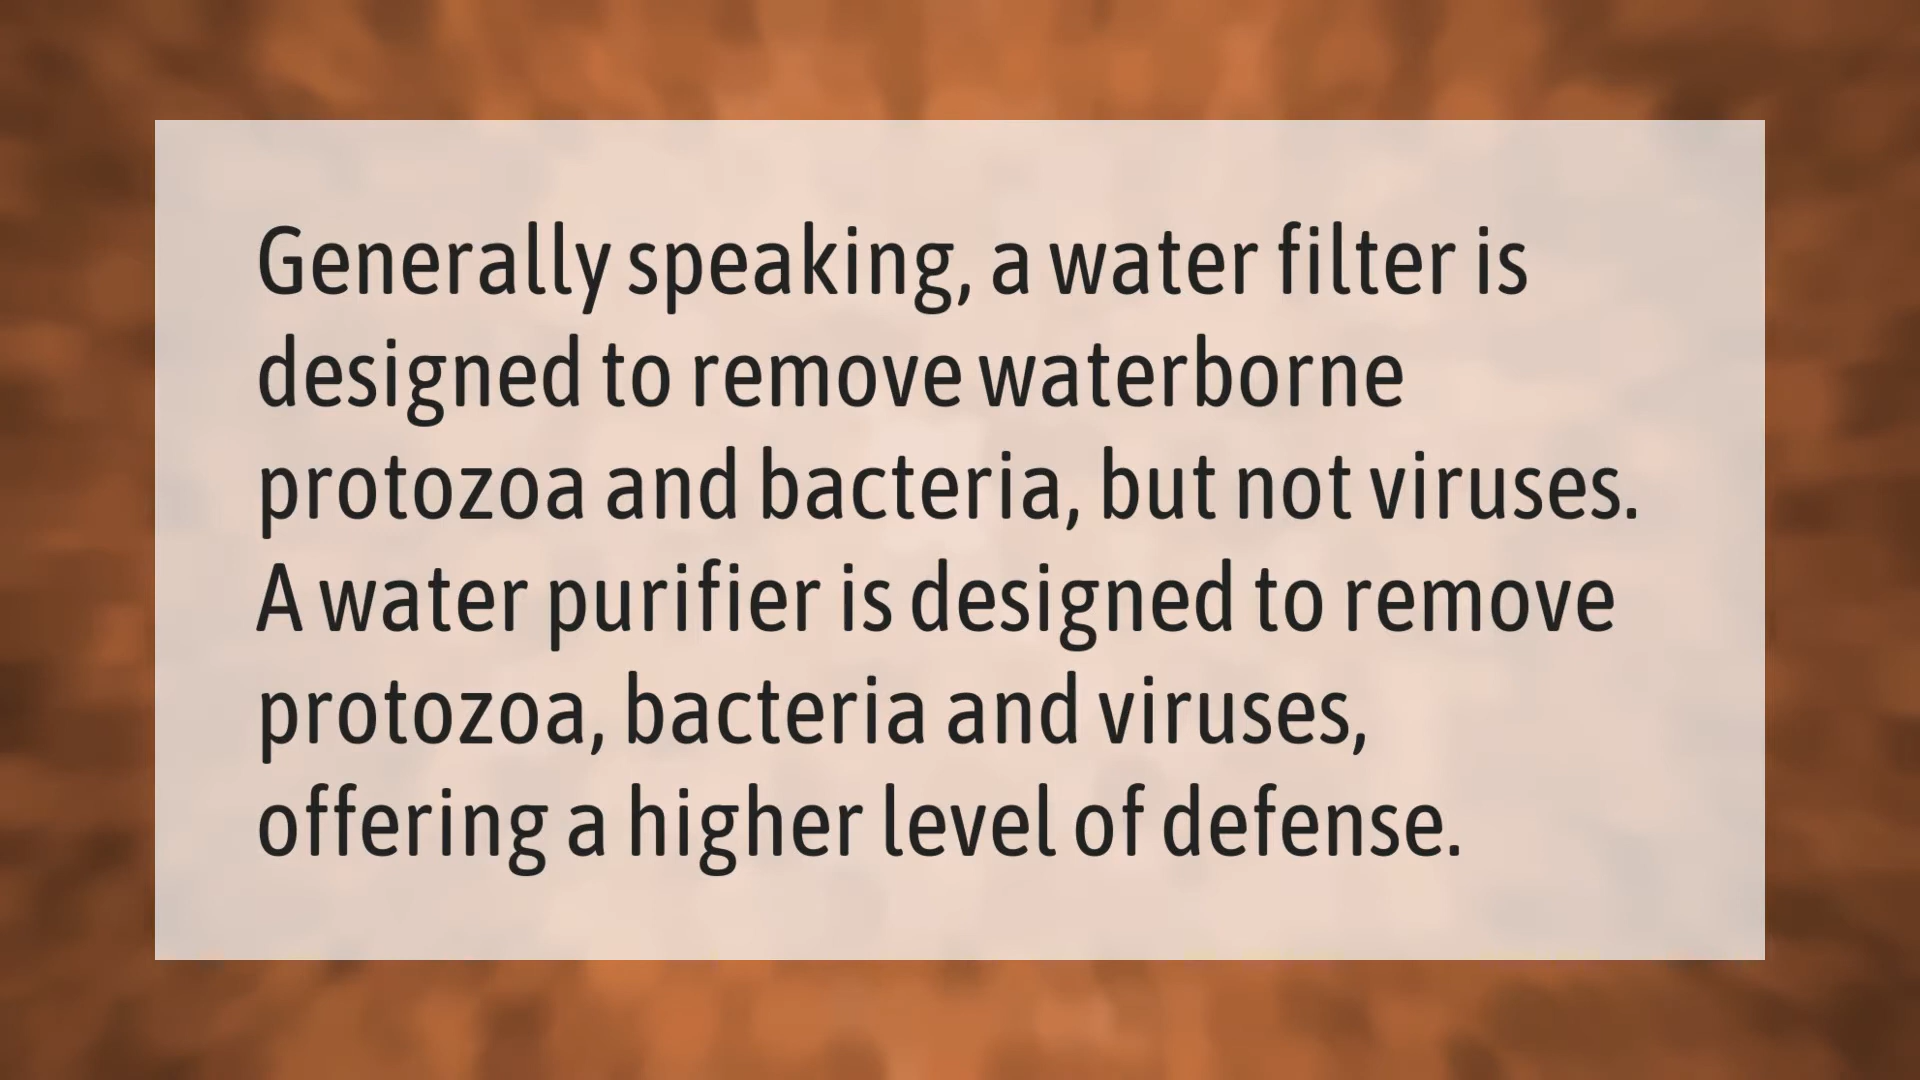 Generally speaking, a water filter is
designed to remove waterborne
protozoa and bacteria, but not viruses.
A water purifier is designed to remove
protozoa, bacteria and viruses,
offering a higher level of defense.